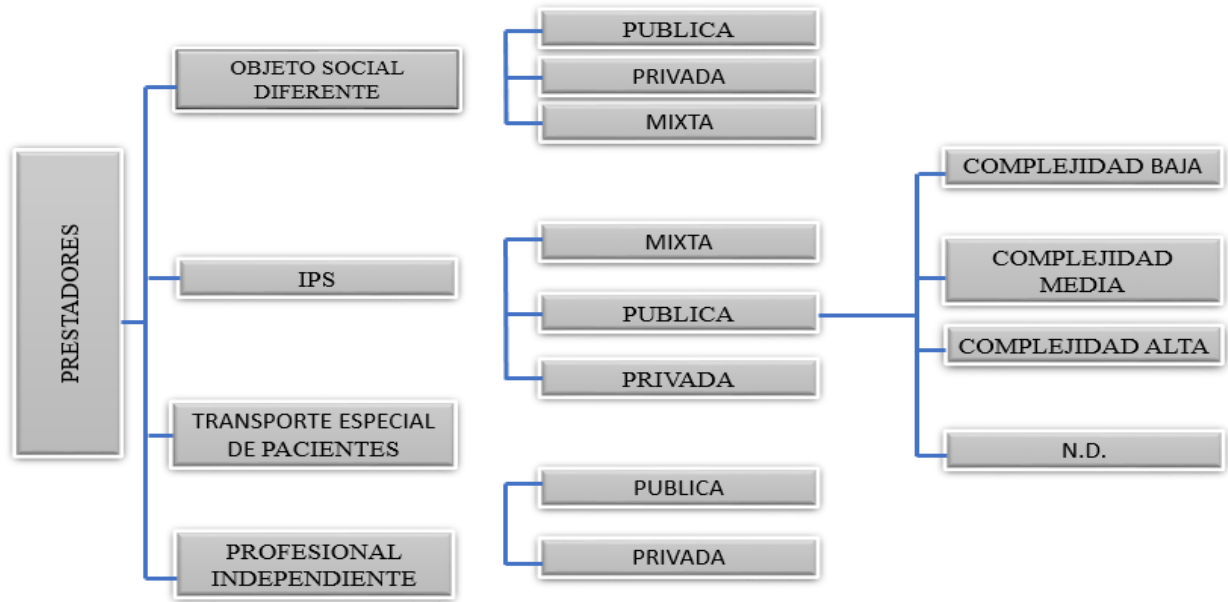 PRESTADORES
OBJETO SOCIAL
DIFERENTE
PUBLICA
PRIVADA
MIXTA
IPS
MIXTA
PUBLICA
PRIVADA
COMPLEJIDAD BAJA
COMPLEJIDAD
MEDIA
COMPLEJIDAD ALTA
N.D.
TRANSPORTE ESPECIAL
DE PACIENTES
PUBLICA
PRIVADA
PROFESIONAL
INDEPENDIENTE